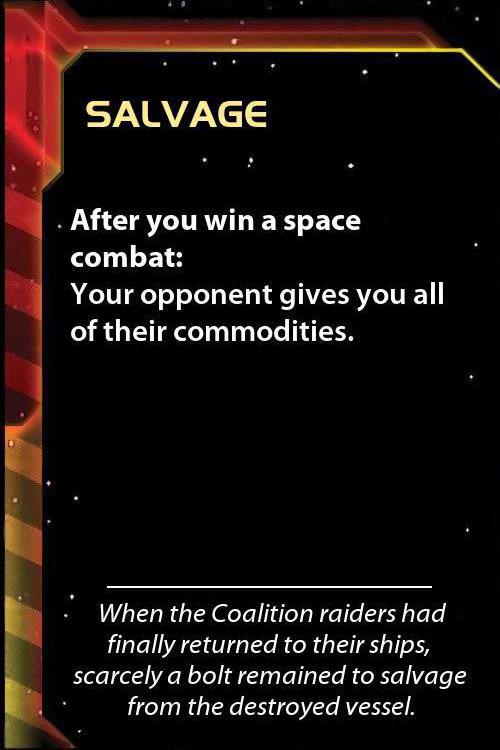 SALVAGE
After you win a space
combat:
Your opponent gives you all
of their commodities.
When the Coalition raiders had
finally returned to their ships,
scarcely a bolt remained to salvage
from the destroyed vessel.